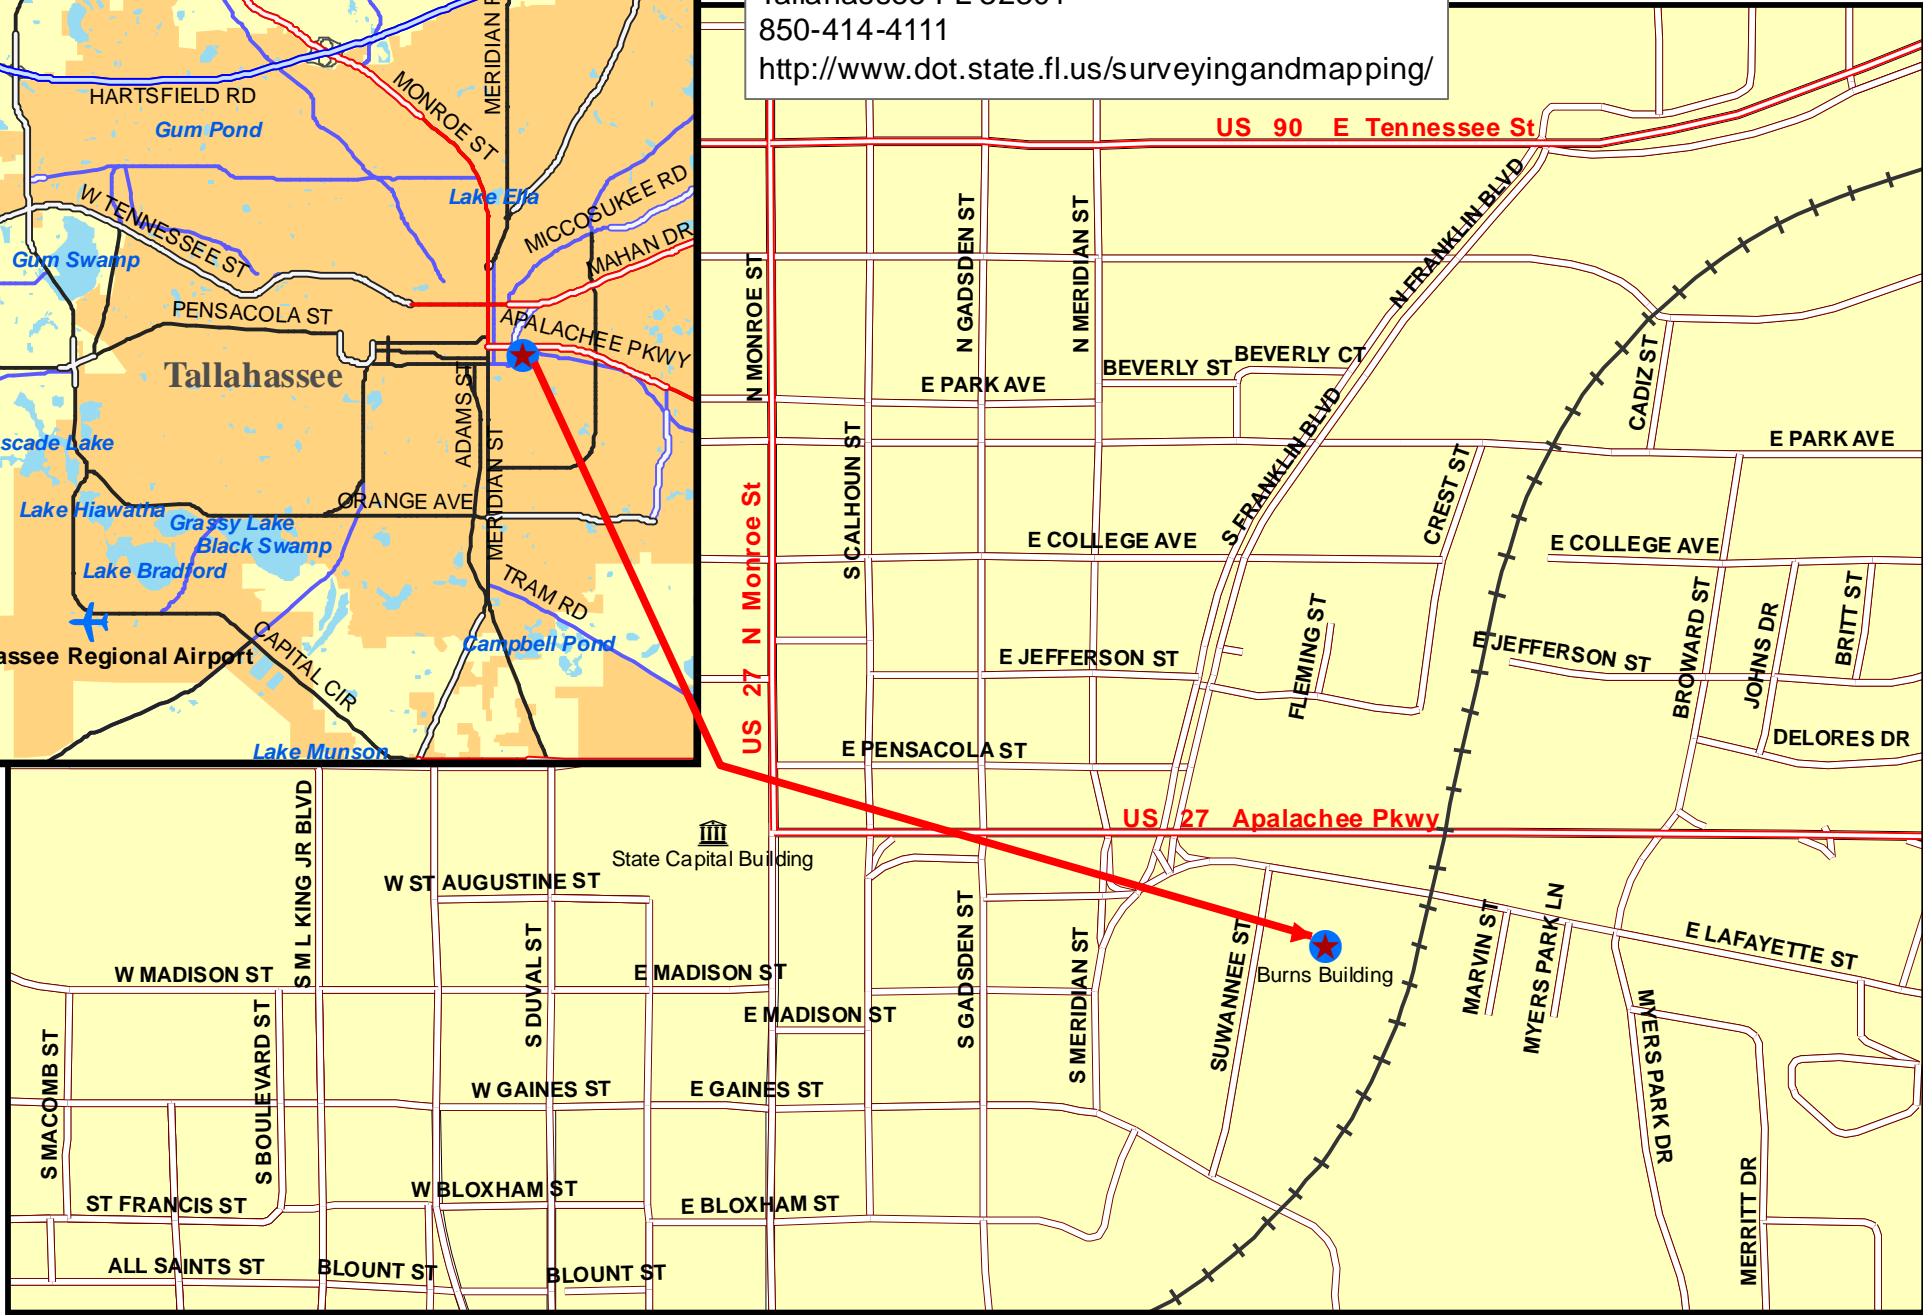 850-414-4111
http://www.dot.state.fl.us/surveyingandmapping/
HARTSFIELD RD
Gum Pond
MONROE ST
Lake Ella
W TENNESSEE ST
MICCOSUKEE RD
MAHAN DR
Gum Swamp
PENSACOLA ST
APALACHEE PKWY
Tallahassee
ADAMS ST
MERIDIAN ST
ORANGE AVE
Lake Hiawatha
Grassy Lake
Black Swamp
Lake Bradford
TRAM RD
Campbell Pond
assee Regional Airport
CAPITAL CIR
Lake Munson
scade Lake
US 90 E Tennessee St
N FRANKLIN BLVD
N GADSDEN ST
N MERIDIAN ST
N MONROE ST
BEVERLY ST
BEVERLY CT
E PARK AVE
CADIZ ST
E PARK AVE
S CALHOUN ST
S FRANKLIN BLVD
CREST ST
US 27 N Monroe St
E COLLEGE AVE
E COLLEGE AVE
FLEMING ST
BROWARD ST
JOHNS DR
BRITT ST
E JEFFERSON ST
E JEFFERSON ST
E PENSACOLA ST
DELORES DR
US 27 Apalachee Pkwy
State Capital Building
S M L KING JR BLVD
W ST AUGUSTINE ST
S DUVAL ST
S GADSDEN ST
S MERIDIAN ST
SUWANNEE ST
Burns Building
MARVIN ST
MYERS PARK LN
E LAFAYETTE ST
W MADISON ST
E MADISON ST
E MADISON ST
S MACOMB ST
S BOULEVARD ST
W GAINES ST
E GAINES ST
MYERS PARK DR
MERRITT DR
ST FRANCIS ST
W BLOXHAM ST
E BLOXHAM ST
ALL SAINTS ST
BLOUNT ST
BLOUNT ST